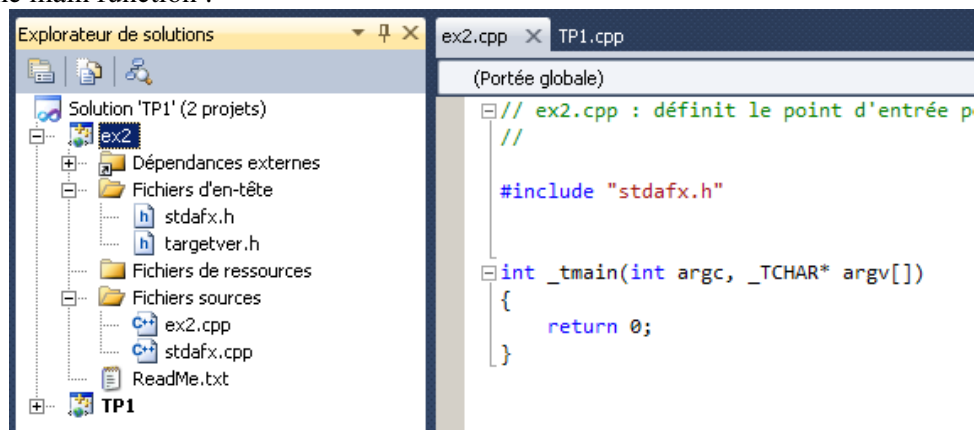 le main function :
Explorateur de solutions
Solution 'TP1' (2 projets)
ex2
Dépendances externes
Fichiers d'en-tête
stdafx.h
targetver.h
Fichiers de ressources
Fichiers sources
ex2.cpp
stdafx.cpp
ReadMe.txt
TP1
ex2.cpp TP1.cpp
(Portée globale)
// ex2.cpp : définit le point d'entrée p
//
#include "stdafx.h"
int _tmain(int argc, _TCHAR* argv[])
{
return 0;
}